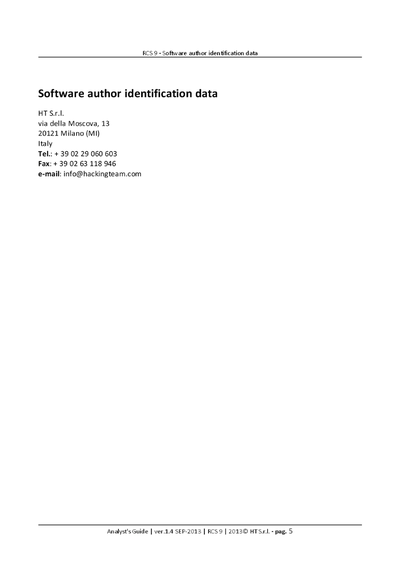 RCS 9 - Software author identification data
Software author identification data
HT S.r.l.
via della Moscova, 13
20121 Milano (MI)
Italy
Tel.: + 39 02 29 060 603
Fax: + 39 02 63 118 946
e-mail: info@hackingteam.com
Analyst's Guide | ver.1.4 SEP-2013 | RCS 9 | 2013© HT S.r.l. - pag. 5